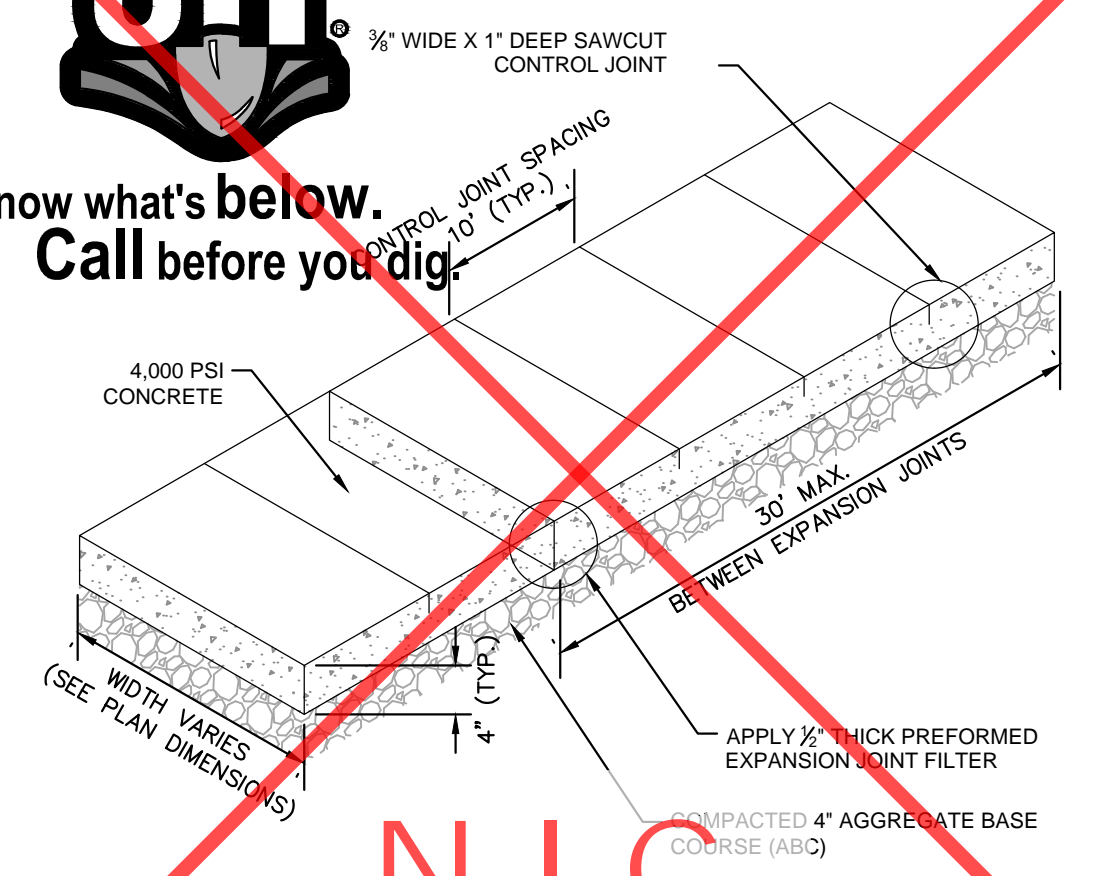 ®
⅜" WIDE X 1" DEEP SAWCUT
CONTROL JOINT
CONTROL JOINT SPACING
10' (TYP.)
now what's below.
Call before you dig.
4,000 PSI
CONCRETE
30' MAX.
BETWEEN EXPANSION JOINTS
4" (TYP.)
WIDTH VARIES
(SEE PLAN DIMENSIONS)
APPLY ½" THICK PREFORMED
EXPANSION JOINT FILTER
COMPACTED 4" AGGREGATE BASE
COURSE (ABC)
N I C